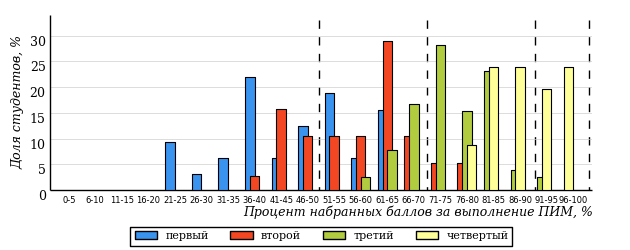 Доля студентов, %
30
25
20
15
10
5
0
0-5 6-10 11-15 16-20 21-25 26-30 31-35 36-40 41-45 46-50 51-55 56-60 61-65 66-70 71-75 76-80 81-85 86-90 91-95 96-100
Процент набранных баллов за выполнение ПИМ, %
первый второй третий четвертый